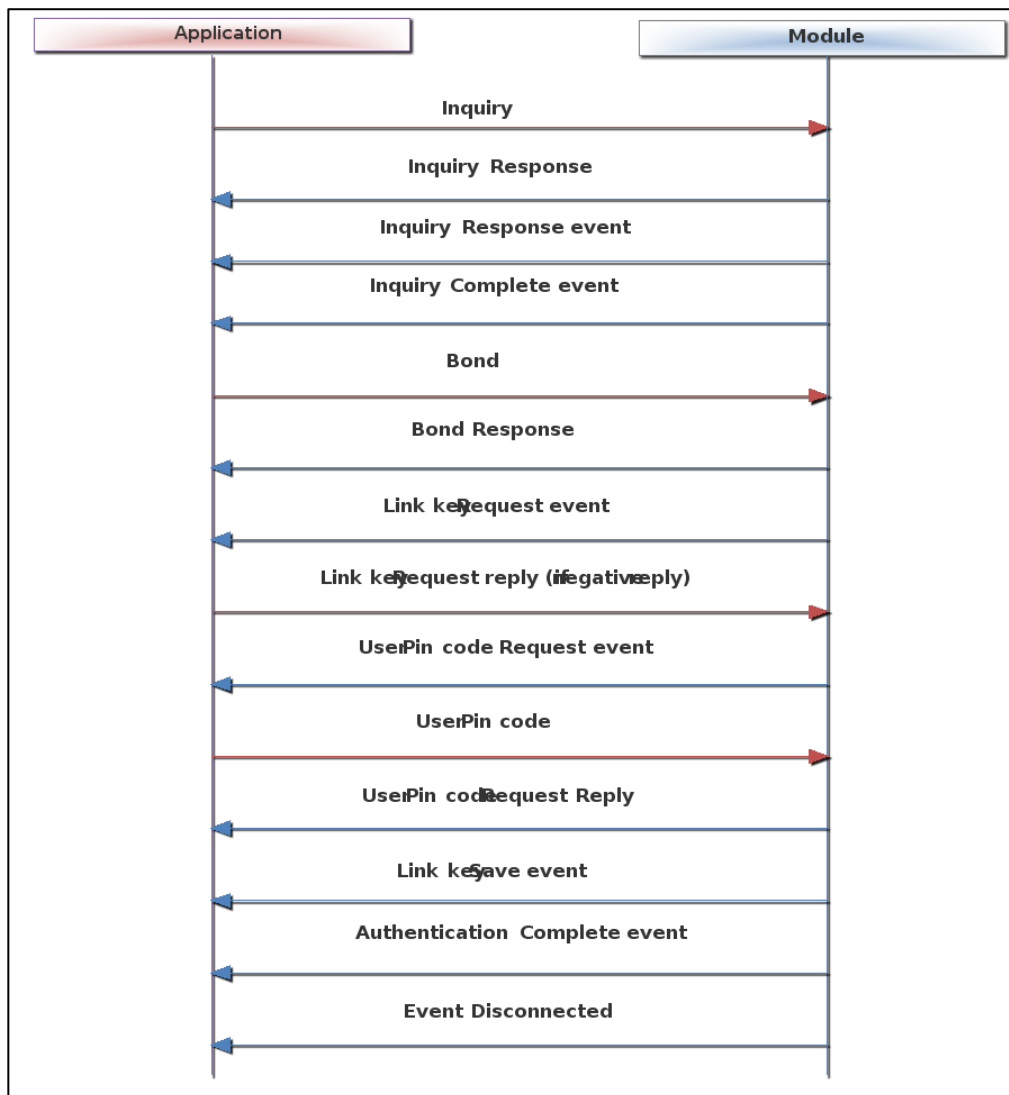 Application
Module
Inquiry
Inquiry Response
Inquiry Response event
Inquiry Complete event
Bond
Bond Response
Link key Request event
Link key Request reply (if negative reply)
User Pin code Request event
User Pin code
User Pin code Request Reply
Link key Save event
Authentication Complete event
Event Disconnected